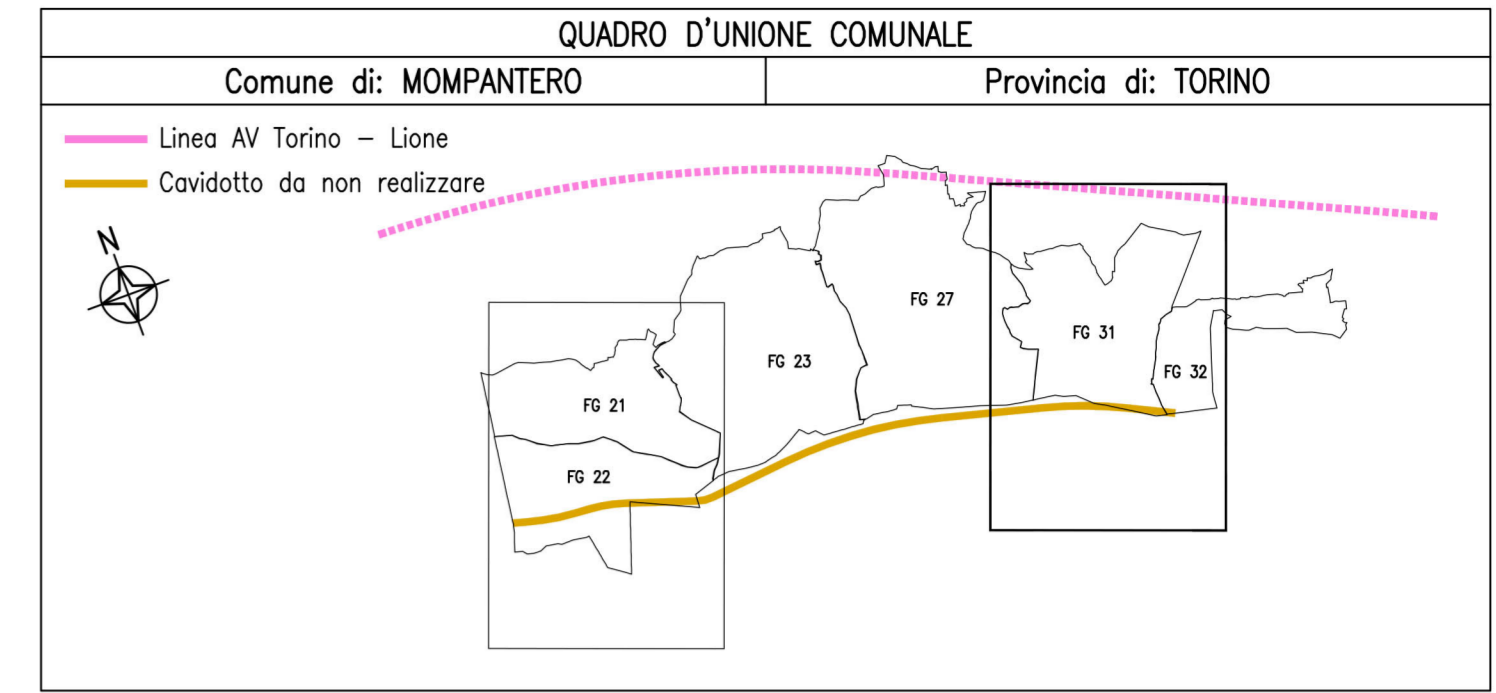 QUADRO D'UNIONE COMUNALE
Comune di: MOMPANTERO
Provincia di: TORINO
Linea AV Torino – Lione
Cavidotto da non realizzare
N
FG 27
FG 31
FG 23
FG 32
FG 21
FG 22